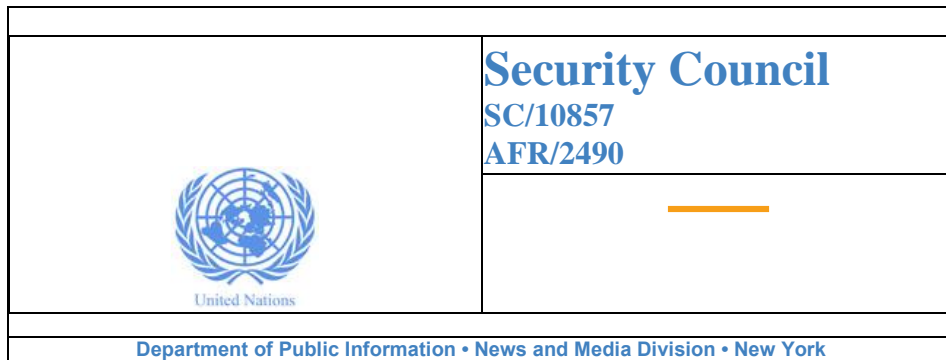 Security Council
SC/10857
AFR/2490
United Nations
Department of Public Information • News and Media Division • New York